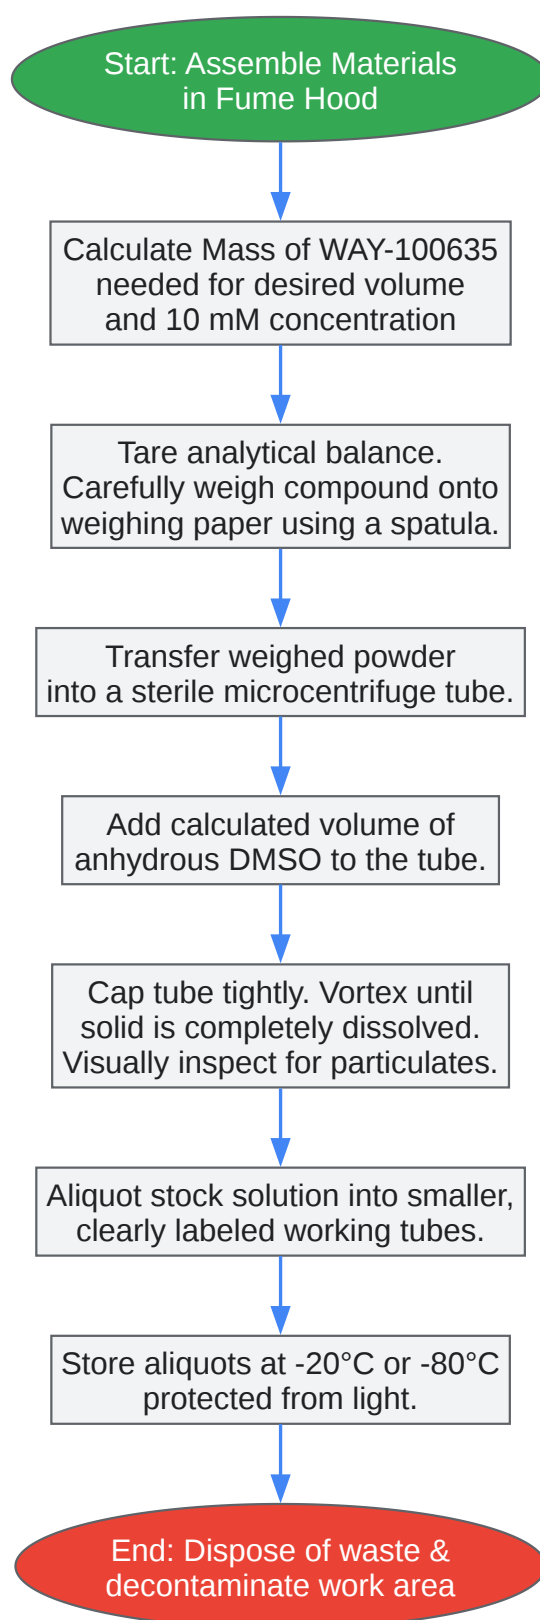 Start: Assemble Materials
in Fume Hood
Calculate Mass of WAY-100635
needed for desired volume
and 10 mM concentration
Tare analytical balance.
Carefully weigh compound onto
weighing paper using a spatula.
Transfer weighed powder
into a sterile microcentrifuge tube.
Add calculated volume of
anhydrous DMSO to the tube.
Cap tube tightly. Vortex until
solid is completely dissolved.
Visually inspect for particulates.
Aliquot stock solution into smaller,
clearly labeled working tubes.
Store aliquots at -20°C or -80°C
protected from light.
End: Dispose of waste &
decontaminate work area